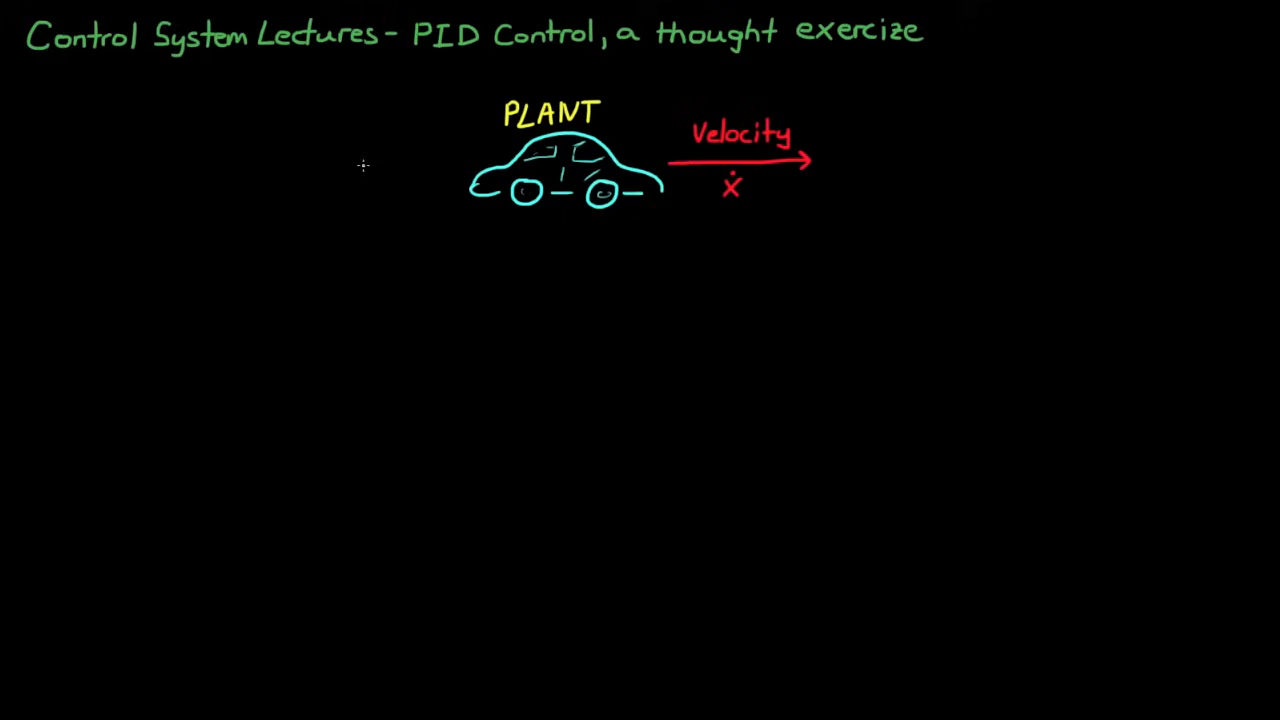 Control System Lectures - PID Control, a thought exercize
PLANT
Velocity
ẋ